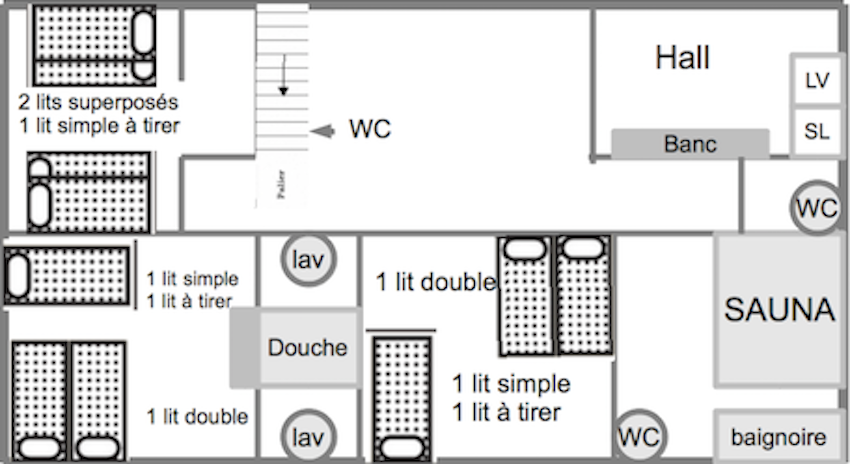 Hall
LV
2 lits superposés
1 lit simple à tirer
WC
SL
Banc
Palier
WC
lav
1 lit simple
1 lit à tirer
1 lit double
SAUNA
Douche
1 lit simple
1 lit à tirer
1 lit double
lav
WC
baignoire